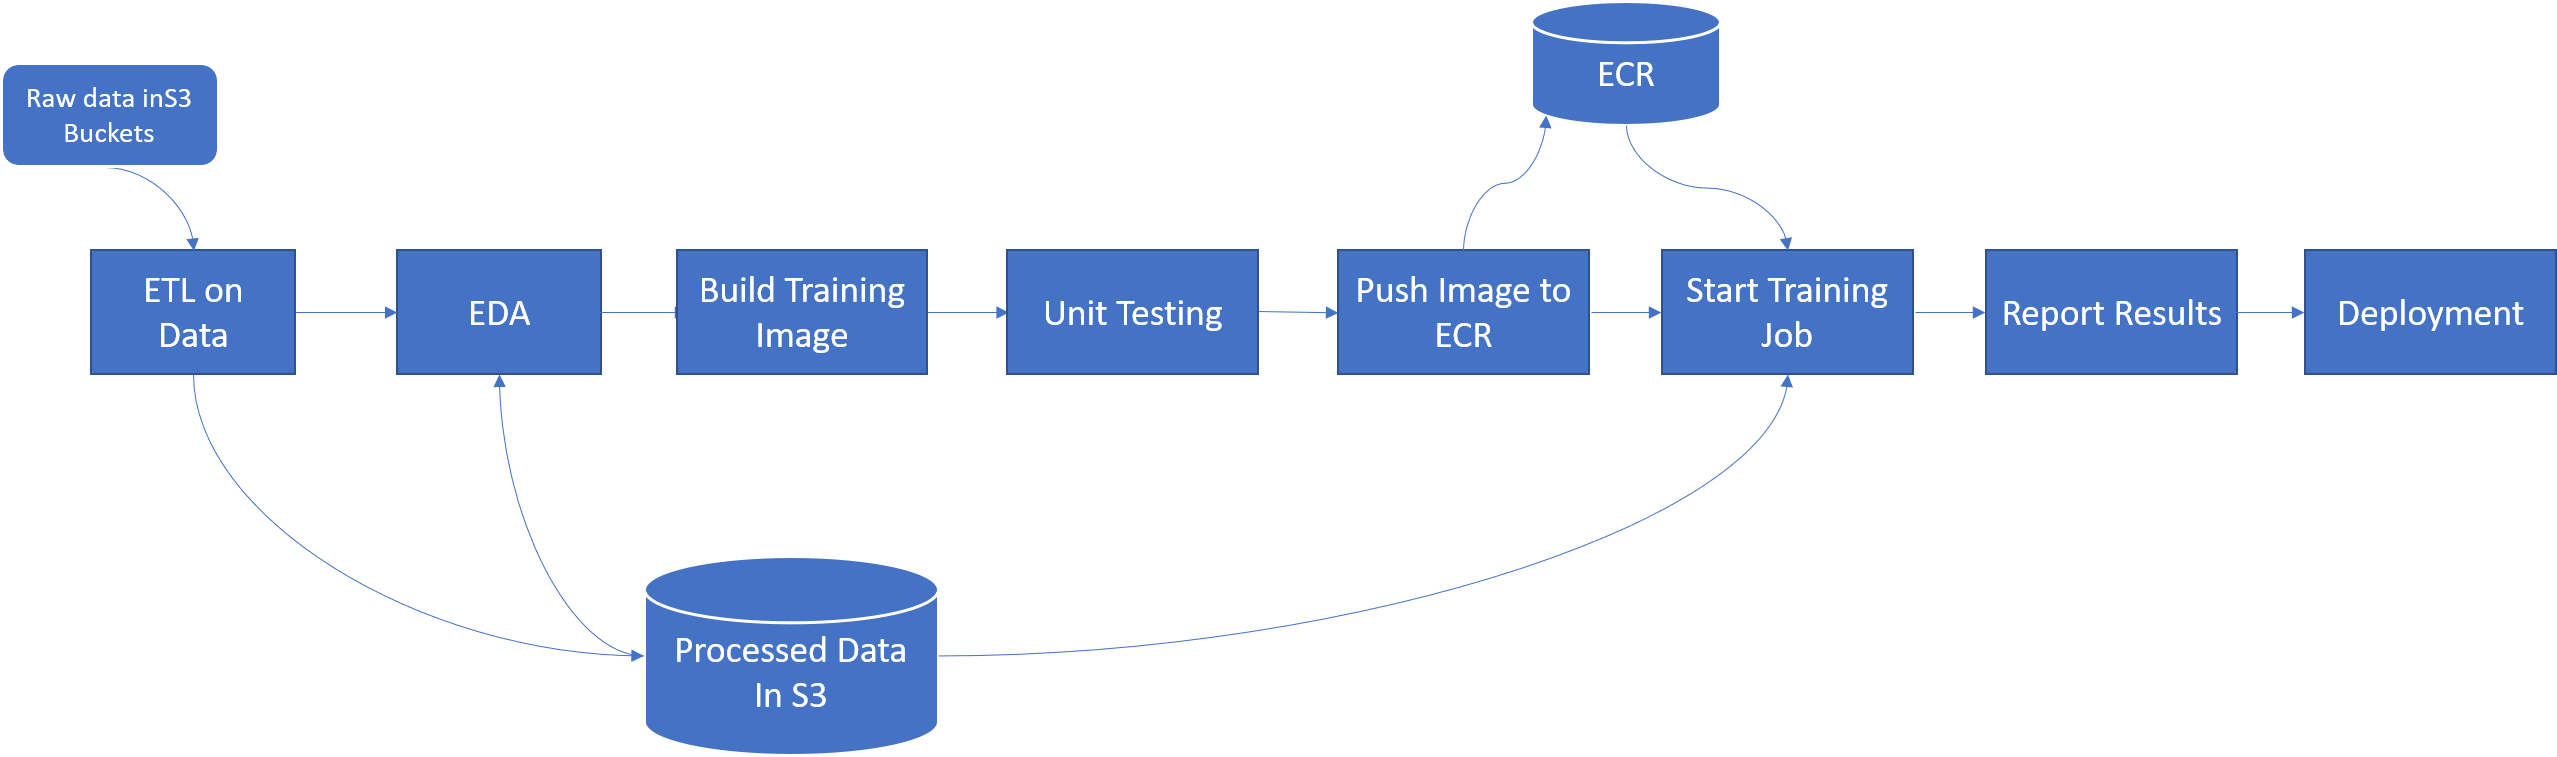 ECR
Raw data inS3
Buckets
ETL on
Data
EDA
Build Training
Image
Unit Testing
Push Image to
ECR
Start Training
Job
Report Results
Deployment
Processed Data
In S3